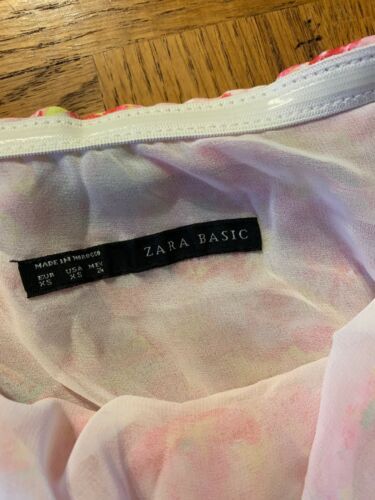 ZARA BASIC
MADE IN MOROCCO
EUR USA MEX
XS XS 24